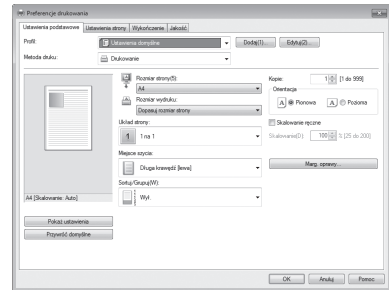 Preferencje drukowania
Ustawienia podstawowe Ustawienia strony Wykończenie Jakość
Profil: Ustawienia domyślne Dodaj(1)... Edytuj(2)...
Metoda druku: Drukowanie
Rozmiar strony(5):
A4
Rozmiar wydruku:
Dopasuj rozmiar strony
Układ strony:
1 1 na 1
Miejsce szycia:
Długa krawędź [lewa]
Sortuj/Grupuj(W):
Wył.
Kopie: 1 [1 do 999]
Orientacja
A Pionowa A Pozioma
Skalowanie ręczne
Skalowanie(D): 100 % [25 do 200]
Marg. oprawy...
A4 [Skalowanie: Auto]
Pokaż ustawienia
Przywróć domyślne
OK Anuluj Pomoc